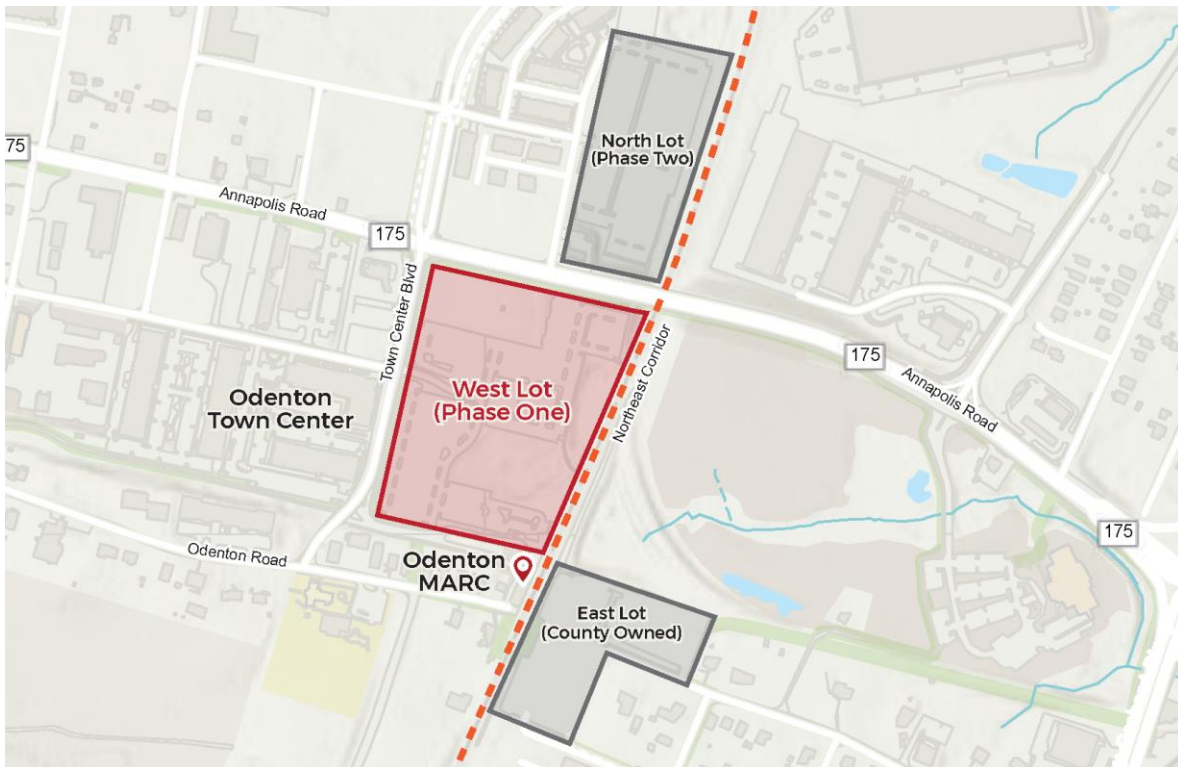 North Lot
(Phase Two)
75
Annapolis Road
175
Town Center Blvd
Northeast Corridor
175
Annapolis Road
West Lot
(Phase One)
Odenton
Town Center
175
Odenton Road
Odenton
MARC
East Lot
(County Owned)